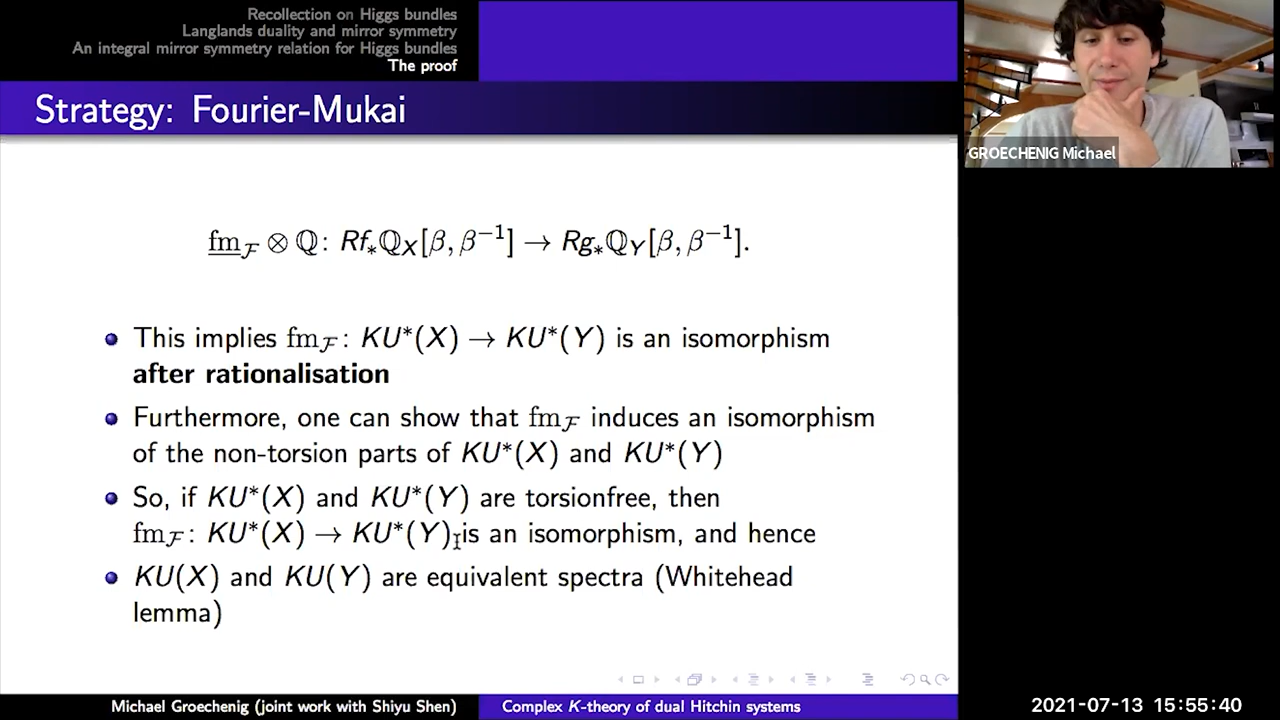 Recollection on Higgs bundles
Langlands duality and mirror symmetry
An integral mirror symmetry relation for Higgs bundles
The proof
Strategy: Fourier-Mukai
GROECHENIG Michael
fm_ℱ ⊗ ℚ: Rf_*ℚ_X[β, β⁻¹] → Rg_*ℚ_Y[β, β⁻¹].
This implies fm_ℱ: KU*(X) → KU*(Y) is an isomorphism
after rationalisation
Furthermore, one can show that fm_ℱ induces an isomorphism
of the non-torsion parts of KU*(X) and KU*(Y)
So, if KU*(X) and KU*(Y) are torsionfree, then
fm_ℱ: KU*(X) → KU*(Y) is an isomorphism, and hence
KU(X) and KU(Y) are equivalent spectra (Whitehead
lemma)
Michael Groechenig (joint work with Shiyu Shen)
Complex K-theory of dual Hitchin systems
2021-07-13 15:55:40